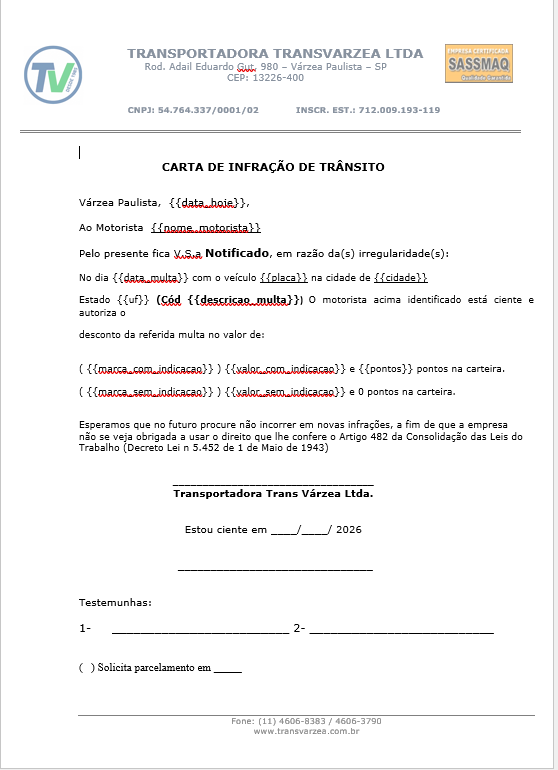 TV
DESDE 1980
TRANSPORTADORA TRANSVARZEA LTDA
Rod. Adail Eduardo Gut, 980 – Várzea Paulista – SP
CEP: 13226-400
EMPRESA CERTIFICADA
SASSMAQ
Qualidade Garantida
CNPJ: 54.764.337/0001/02 INSCR. EST.: 712.009.193-119
CARTA DE INFRAÇÃO DE TRÂNSITO
Várzea Paulista, {{data_hoje}},
Ao Motorista {{nome_motorista}}
Pelo presente fica V.S.a Notificado, em razão da(s) irregularidade(s):
No dia {{data_multa}} com o veículo {{placa}} na cidade de {{cidade}}
Estado {{uf}} (Cód {{descricao_multa}}) O motorista acima identificado está ciente e
autoriza o
desconto da referida multa no valor de:
( {{marca_com_indicacao}} ) {{valor_com_indicacao}} e {{pontos}} pontos na carteira.
( {{marca_sem_indicacao}} ) {{valor_sem_indicacao}} e 0 pontos na carteira.
Esperamos que no futuro procure não incorrer em novas infrações, a fim de que a empresa
não se veja obrigada a usar o direito que lhe confere o Artigo 482 da Consolidação das Leis do
Trabalho (Decreto Lei n 5.452 de 1 de Maio de 1943)
________________________________
Transportadora Trans Várzea Ltda.
Estou ciente em ____/____/ 2026
_______________________________
Testemunhas:
1- __________________________ 2- ___________________________
( ) Solicita parcelamento em _____
Fone: (11) 4606-8383 / 4606-3790
www.transvarzea.com.br